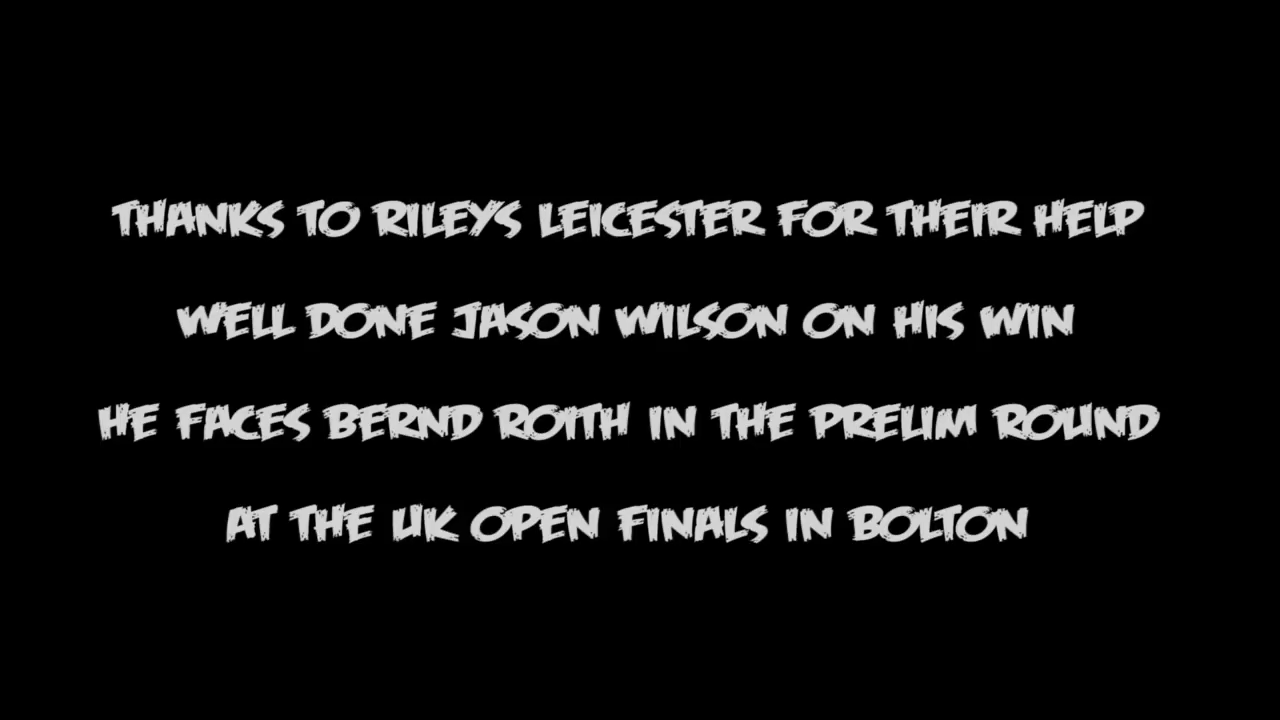 THANKS TO RILEY'S LEICESTER FOR THEIR HELP
WELL DONE JASON WILSON ON HIS WIN
HE FACES BERND ROITH IN THE PRELIM ROUND
AT THE UK OPEN FINALS IN BOLTON